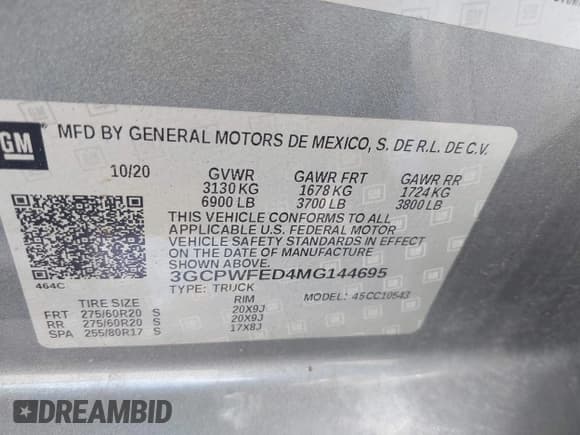 GM
MFD BY GENERAL MOTORS DE MEXICO, S. DE R.L. DE C.V.
10/20 GVWR GAWR FRT GAWR RR
3130 KG 1678 KG 1724 KG
6900 LB 3700 LB 3800 LB
THIS VEHICLE CONFORMS TO ALL
APPLICABLE U.S. FEDERAL MOTOR
VEHICLE SAFETY STANDARDS IN EFFECT
ON THE DATE OF MANUFACTURE
SHOWN ABOVE.
3GCPWFED4MG144695
464C TYPE: TRUCK MODEL: 4SCC10543
TIRE SIZE RIM
FRT 275/60R20 S 20X9J
RR 275/60R20 S 20X9J
SPA 255/80R17 S 17X8J
DREAMBID